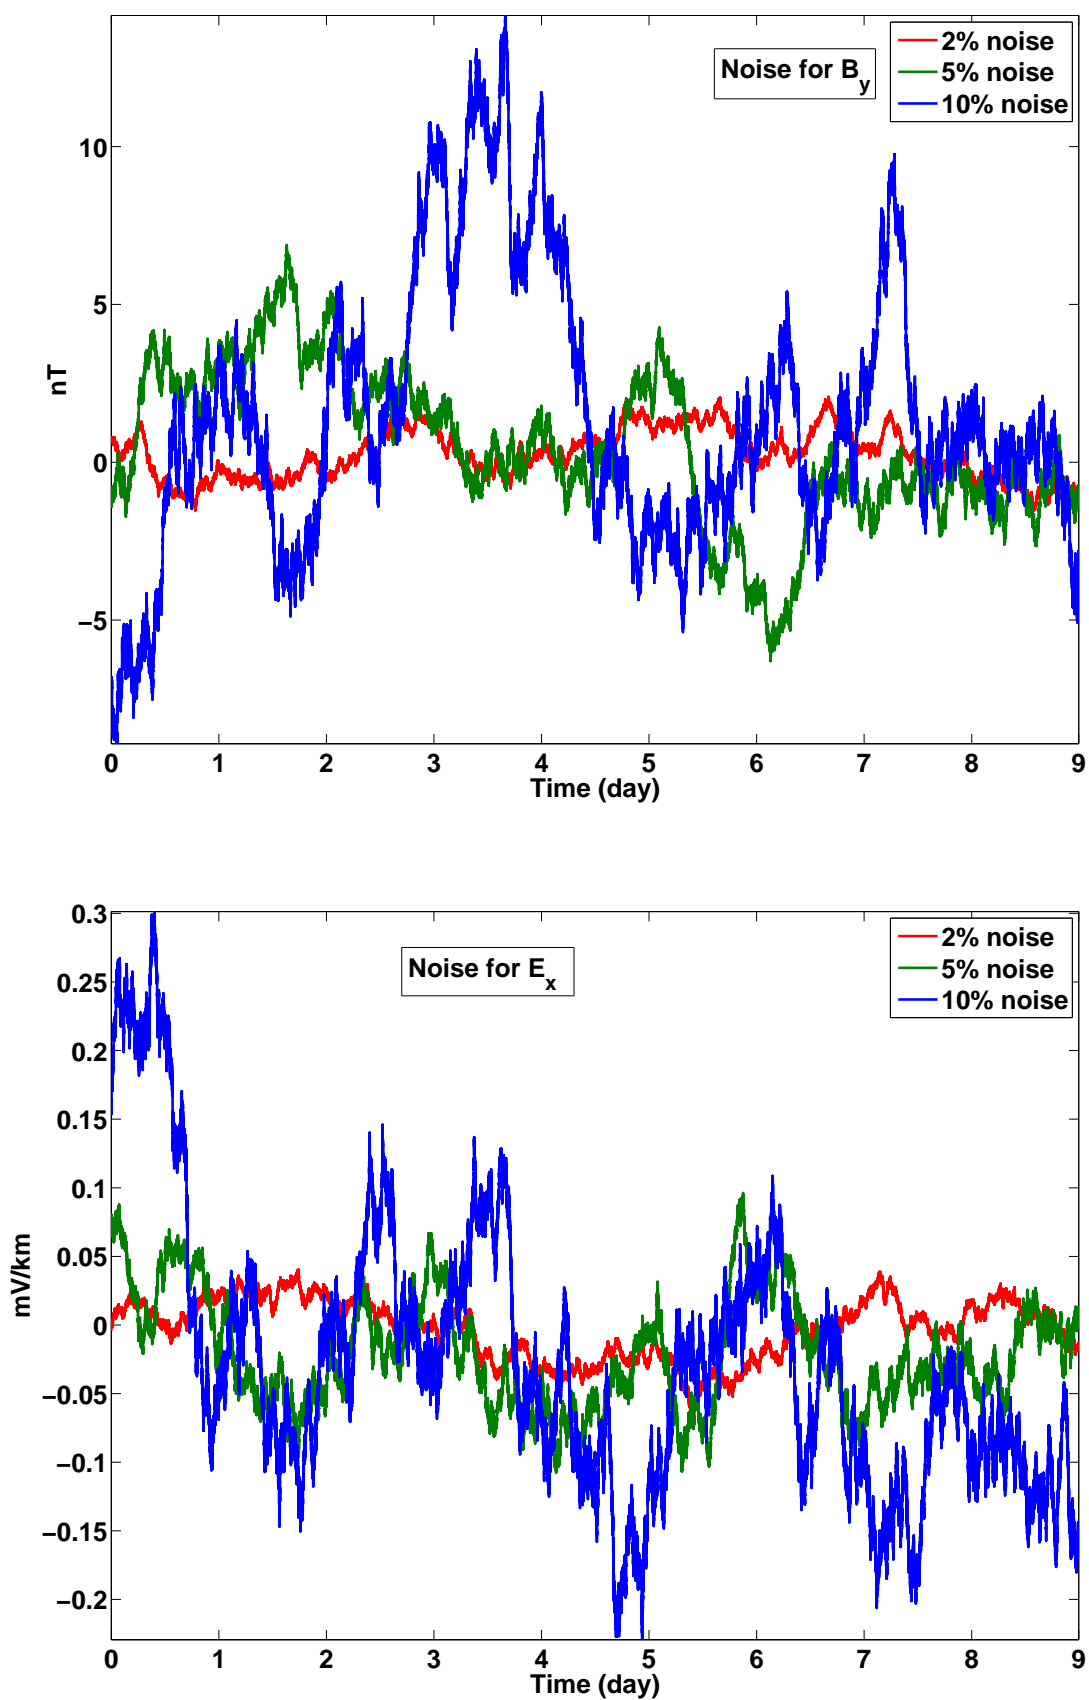 2% noise
Noise for B_y
5% noise
10% noise
10
5
nT
0
−5
0 1 2 3 4 5 6 7 8 9
Time (day)
0.3
2% noise
Noise for E_x
5% noise
0.25
10% noise
0.2
0.15
0.1
0.05
mV/km
0
−0.05
−0.1
−0.15
−0.2
0 1 2 3 4 5 6 7 8 9
Time (day)